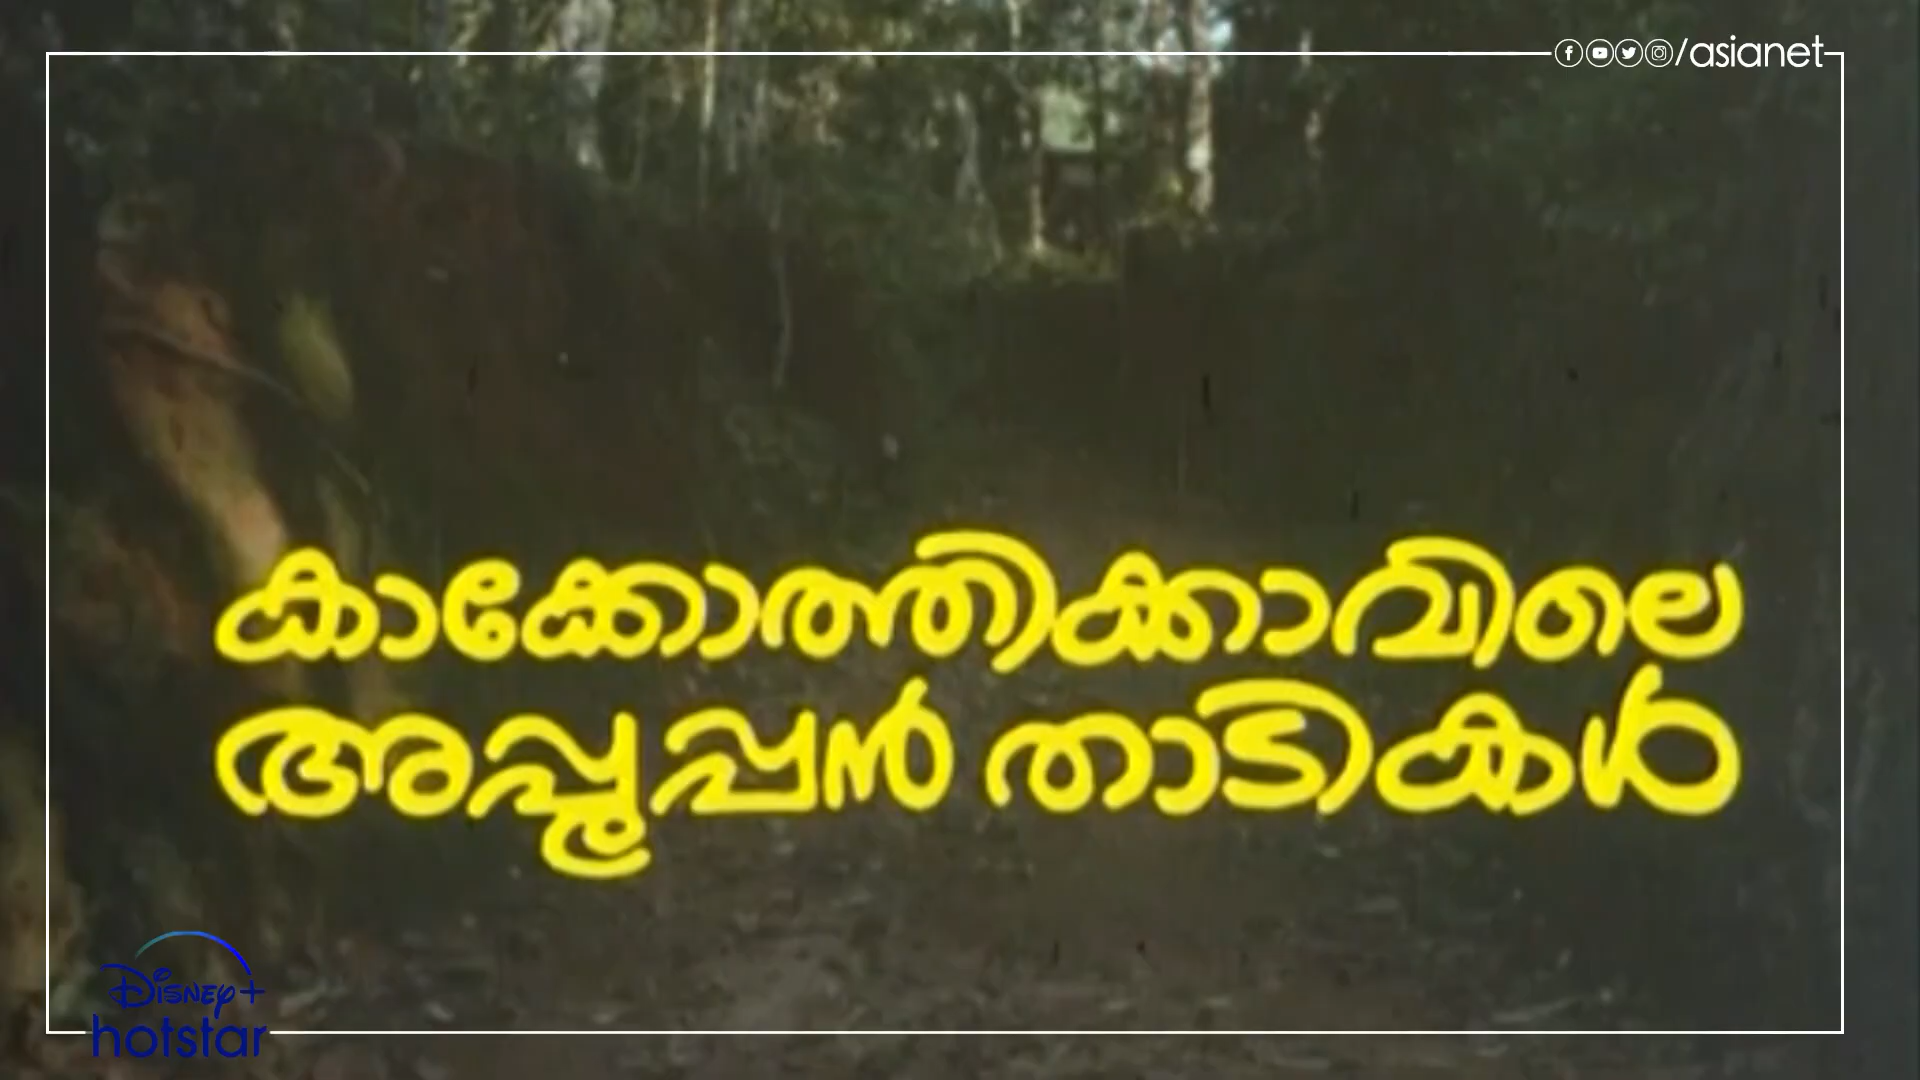 /asianet
കാക്കോത്തിക്കാവിലെ
അപ്പൂപ്പൻ താടികൾ
Disney+
hotstar